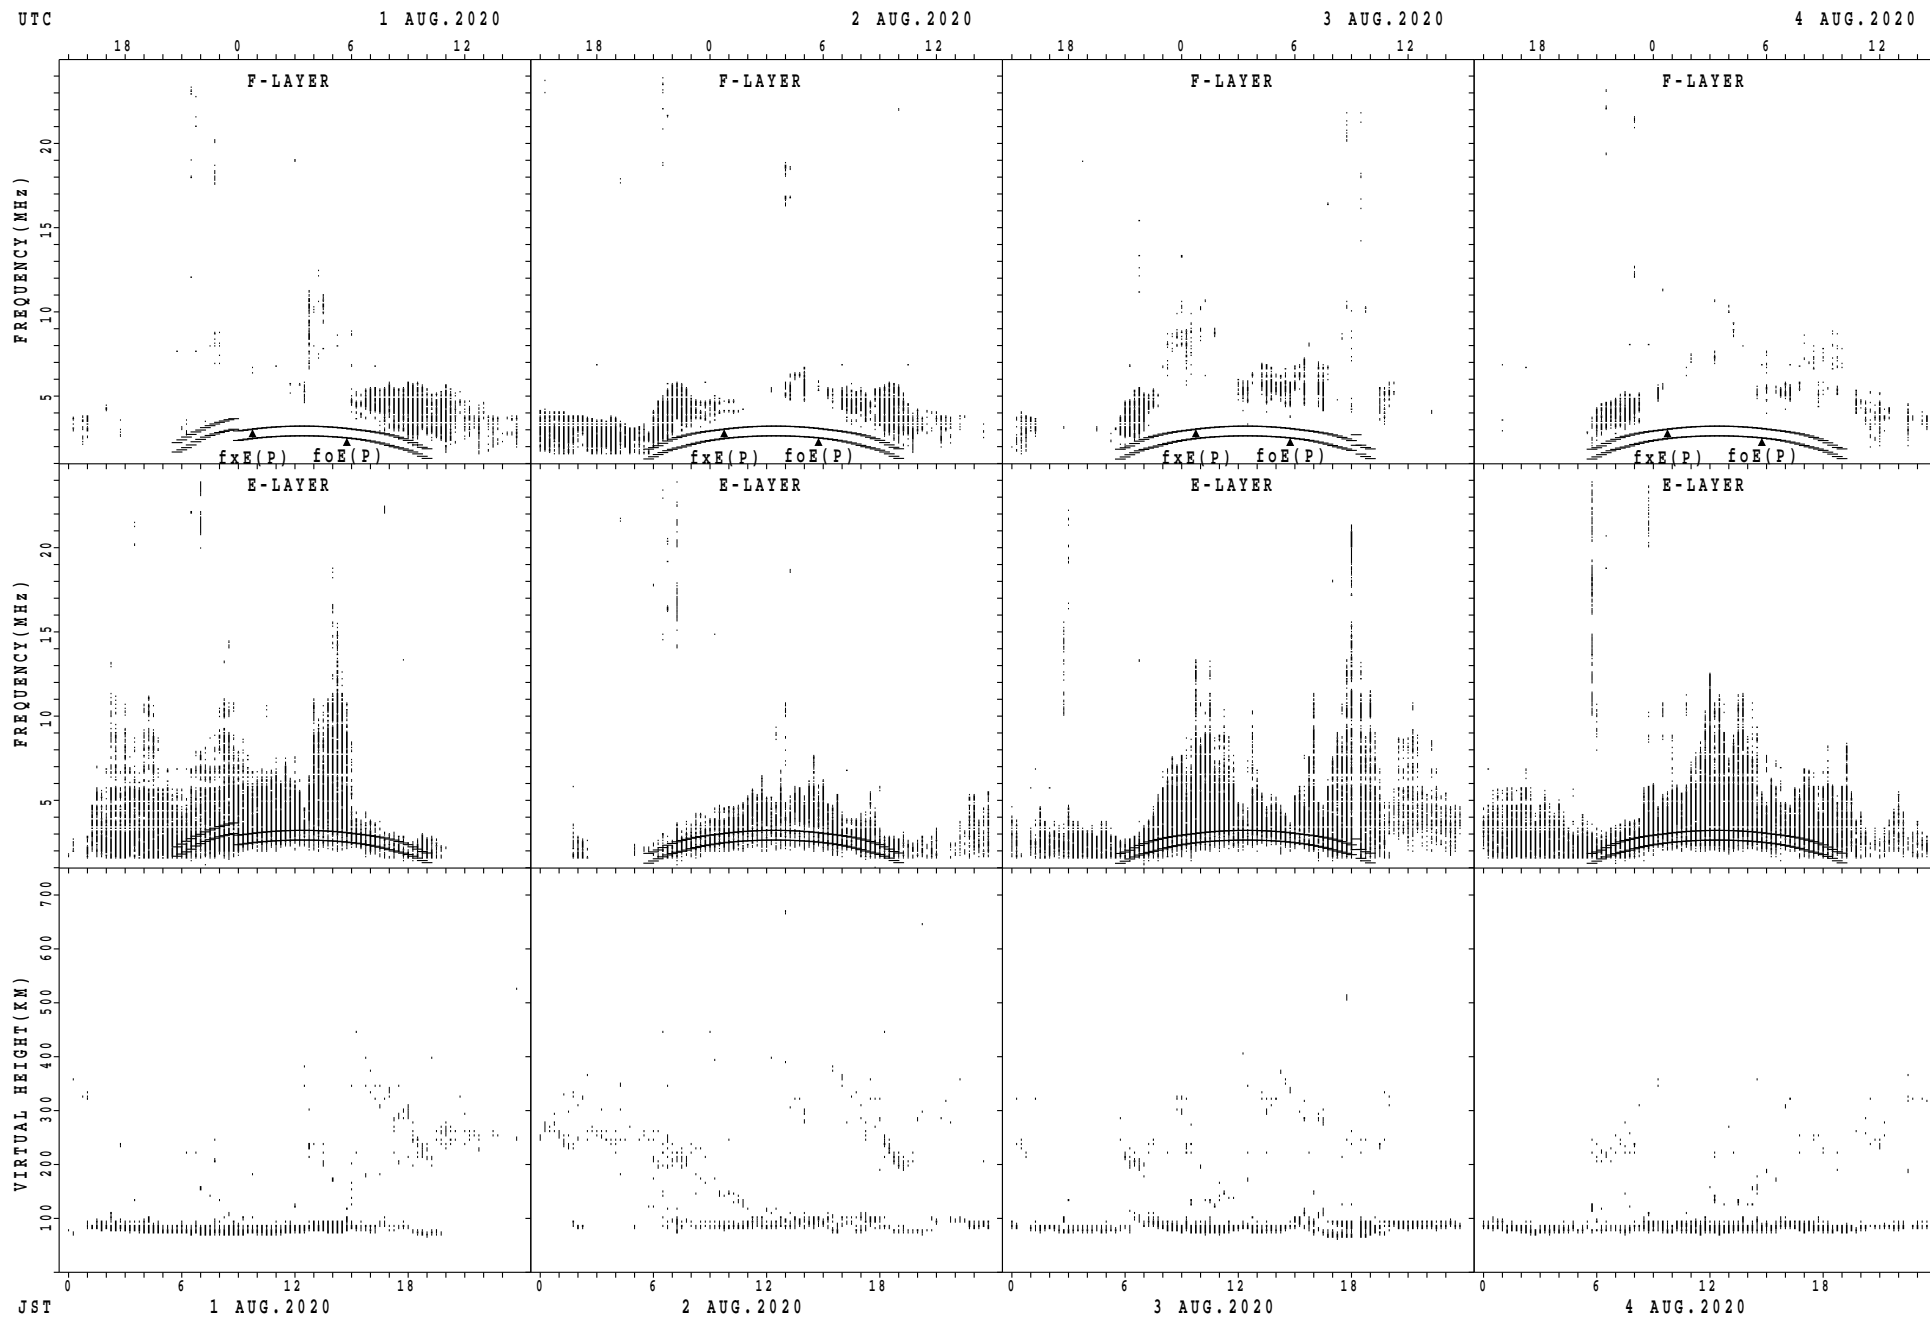 UTC 1 AUG.2020 2 AUG.2020 3 AUG.2020 4 AUG.2020
18 0 6 12 18 0 6 12 18 0 6 12 18 0 6 12
F-LAYER F-LAYER F-LAYER F-LAYER
FREQUENCY(MHz)
20
15
10
5
fxE(P) foE(P) fxE(P) foE(P) fxE(P) foE(P) fxE(P) foE(P)
E-LAYER E-LAYER E-LAYER E-LAYER
FREQUENCY(MHz)
20
15
10
5
VIRTUAL HEIGHT(KM)
700
600
500
400
300
200
100
0 6 12 18 0 6 12 18 0 6 12 18 0 6 12 18
JST 1 AUG.2020 2 AUG.2020 3 AUG.2020 4 AUG.2020